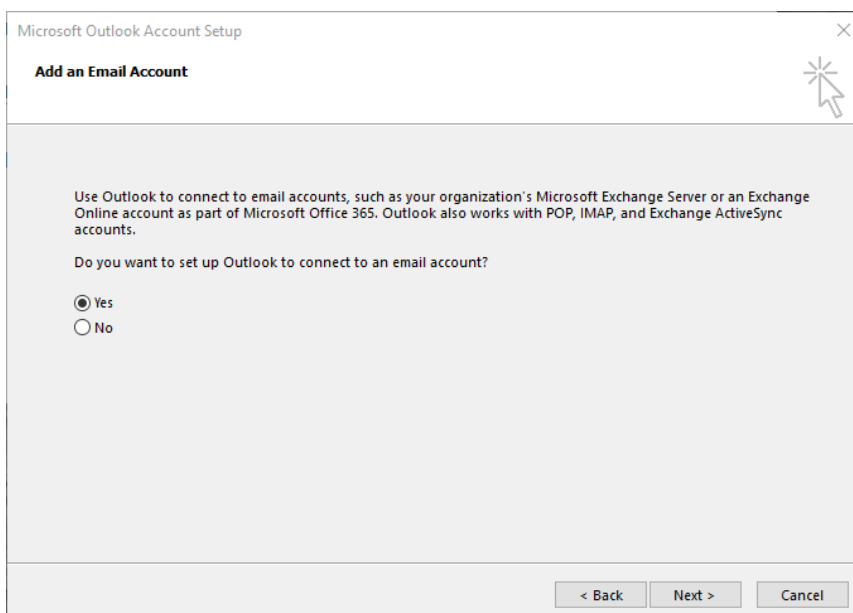 Microsoft Outlook Account Setup
Add an Email Account
Use Outlook to connect to email accounts, such as your organization's Microsoft Exchange Server or an Exchange
Online account as part of Microsoft Office 365. Outlook also works with POP, IMAP, and Exchange ActiveSync
accounts.
Do you want to set up Outlook to connect to an email account?
Yes
No
< Back Next > Cancel